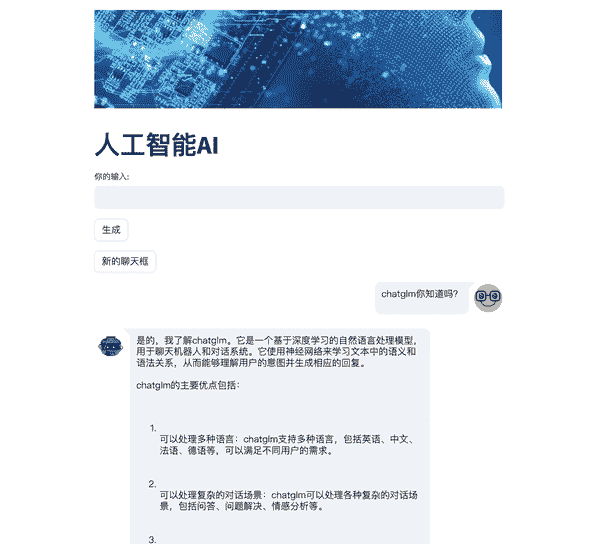 人工智能AI
你的输入:
生成
新的聊天框
chatglm你知道吗?
是的，我了解chatglm。它是一个基于深度学习的自然语言处理模型，
用于聊天机器人和对话系统。它使用神经网络来学习文本中的语义和
语法关系，从而能够理解用户的意图并生成相应的回复。
chatglm的主要优点包括：
1.
可以处理多种语言：chatglm支持多种语言，包括英语、中文、
法语、德语等，可以满足不同用户的需求。
2.
可以处理复杂的对话场景：chatglm可以处理各种复杂的对话场
景，包括问答、问题解决、情感分析等。
3.